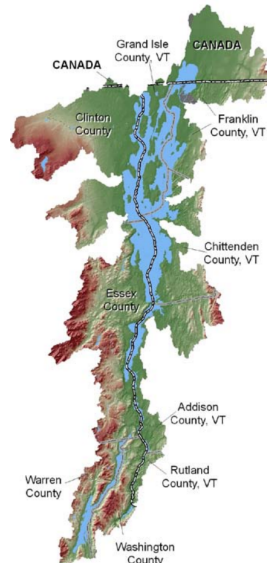 CANADA
Grand Isle
County, VT
CANADA
Clinton
County
Franklin
County, VT
Chittenden
County, VT
Essex
County
Addison
County, VT
Warren
County
Rutland
County, VT
Washington
County